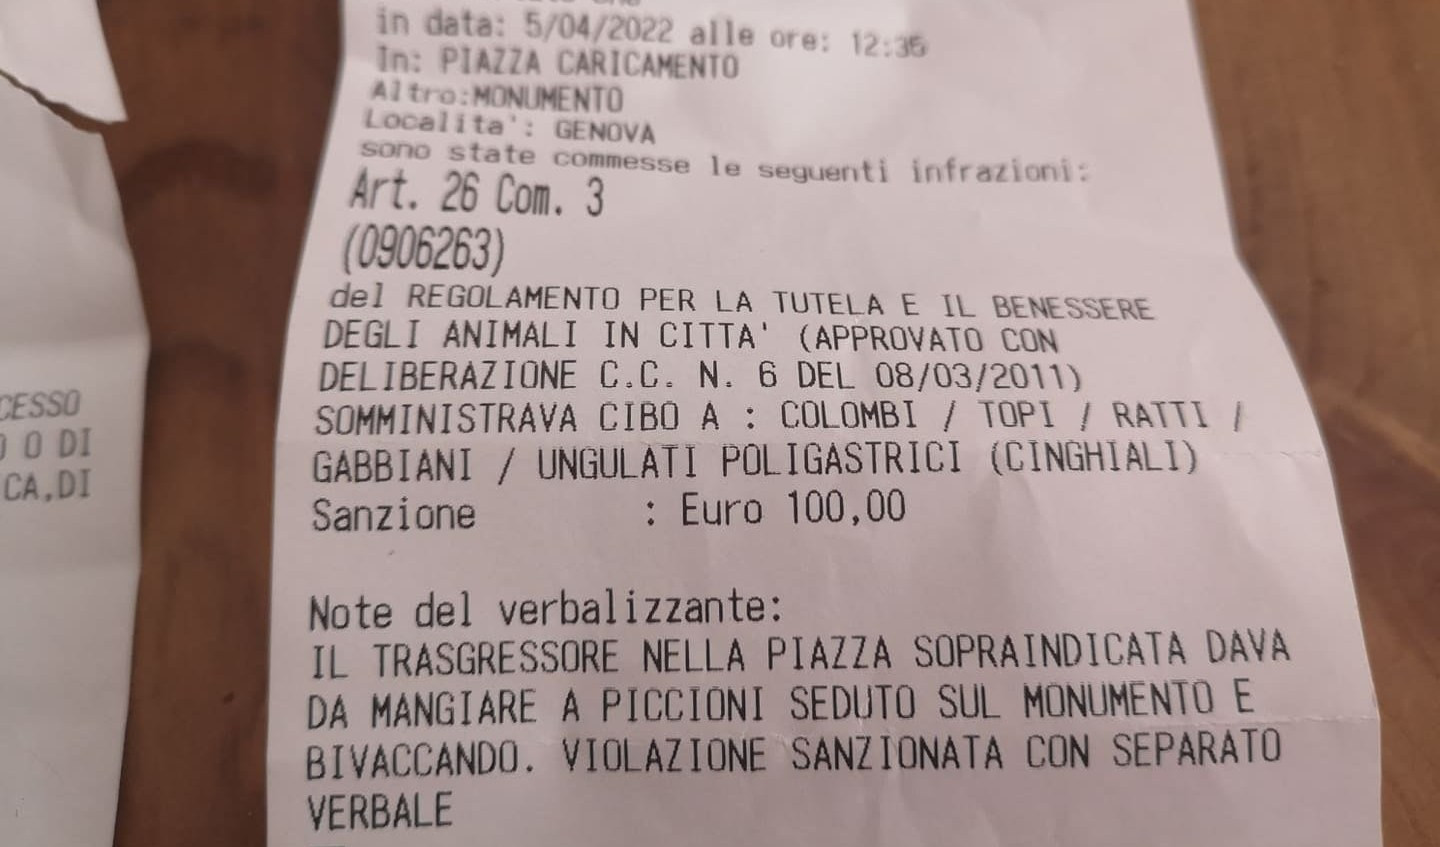 in data: 5/04/2022 alle ore: 12:35
In: PIAZZA CARICAMENTO
Altro:MONUMENTO
Localita': GENOVA
sono state commesse le seguenti infrazioni:
Art. 26 Com. 3
(0906263)
del REGOLAMENTO PER LA TUTELA E IL BENESSERE
DEGLI ANIMALI IN CITTA' (APPROVATO CON
DELIBERAZIONE C.C. N. 6 DEL 08/03/2011)
SOMMINISTRAVA CIBO A : COLOMBI / TOPI / RATTI /
GABBIANI / UNGULATI POLIGASTRICI (CINGHIALI)
Sanzione : Euro 100,00
Note del verbalizzante:
IL TRASGRESSORE NELLA PIAZZA SOPRAINDICATA DAVA
DA MANGIARE A PICCIONI SEDUTO SUL MONUMENTO E
BIVACCANDO. VIOLAZIONE SANZIONATA CON SEPARATO
VERBALE
CESSO
O DI
CA,DI